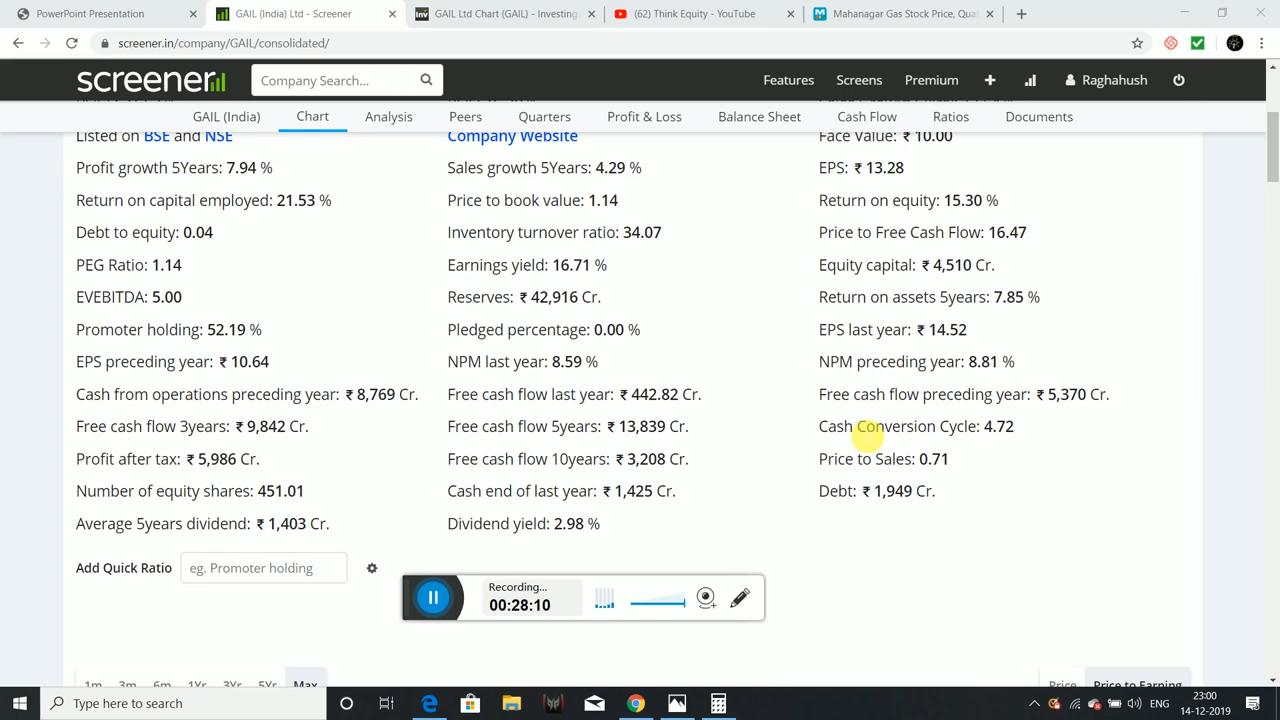 PowerPoint Presentation
GAIL (India) Ltd - Screener
GAIL Ltd Chart (GAIL) - Investing.
(62) Think Equity - YouTube
Mahanagar Gas Stock Price, Qua
screener.in/company/GAIL/consolidated/
screener
Company Search...
Features
Screens
Premium
Raghahush
GAIL (India)
Chart
Analysis
Peers
Quarters
Profit & Loss
Balance Sheet
Cash Flow
Ratios
Documents
Listed on BSE and NSE
Company Website
Face Value: ₹ 10.00
Profit growth 5Years: 7.94 %
Sales growth 5Years: 4.29 %
EPS: ₹ 13.28
Return on capital employed: 21.53 %
Price to book value: 1.14
Return on equity: 15.30 %
Debt to equity: 0.04
Inventory turnover ratio: 34.07
Price to Free Cash Flow: 16.47
PEG Ratio: 1.14
Earnings yield: 16.71 %
Equity capital: ₹ 4,510 Cr.
EVEBITDA: 5.00
Reserves: ₹ 42,916 Cr.
Return on assets 5years: 7.85 %
Promoter holding: 52.19 %
Pledged percentage: 0.00 %
EPS last year: ₹ 14.52
EPS preceding year: ₹ 10.64
NPM last year: 8.59 %
NPM preceding year: 8.81 %
Cash from operations preceding year: ₹ 8,769 Cr.
Free cash flow last year: ₹ 442.82 Cr.
Free cash flow preceding year: ₹ 5,370 Cr.
Free cash flow 3years: ₹ 9,842 Cr.
Free cash flow 5years: ₹ 13,839 Cr.
Cash Conversion Cycle: 4.72
Profit after tax: ₹ 5,986 Cr.
Free cash flow 10years: ₹ 3,208 Cr.
Price to Sales: 0.71
Number of equity shares: 451.01
Cash end of last year: ₹ 1,425 Cr.
Debt: ₹ 1,949 Cr.
Average 5years dividend: ₹ 1,403 Cr.
Dividend yield: 2.98 %
Add Quick Ratio
eg. Promoter holding
Recording...
00:28:10
1m
3m
6m
1Yr
3Yr
5Yr
Max
Price
Price to Earning
Type here to search
23:00
14-12-2019